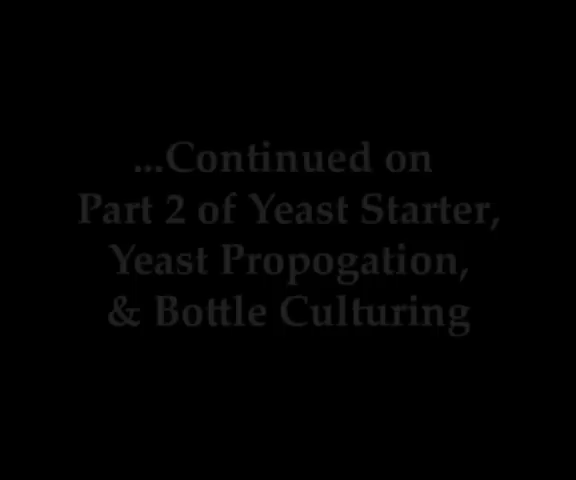 ...Continued on
Part 2 of Yeast Starter,
Yeast Propogation,
& Bottle Culturing